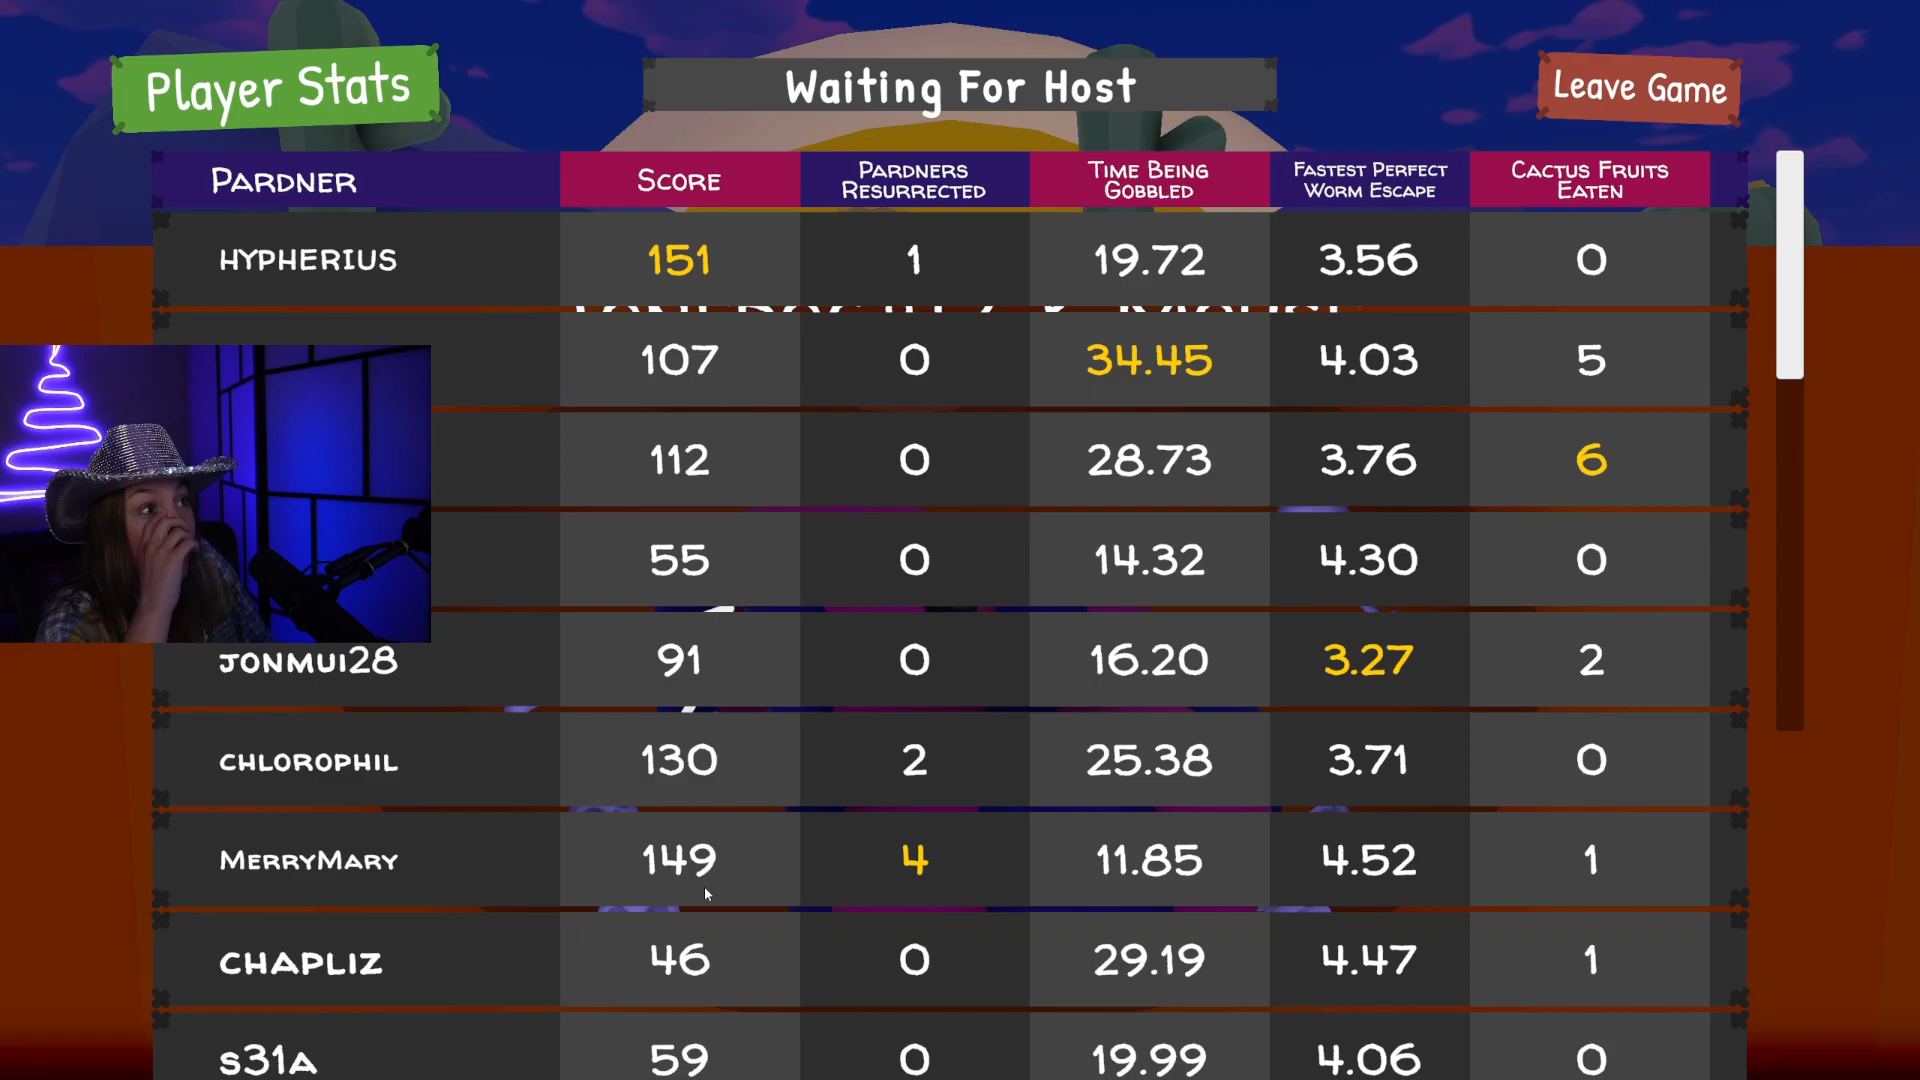 Player Stats
Waiting For Host
Leave Game
PARDNER SCORE PARDNERS RESURRECTED TIME BEING GOBBLED FASTEST PERFECT WORM ESCAPE CACTUS FRUITS EATEN
HYPHERIUS 151 1 19.72 3.56 0
107 0 34.45 4.03 5
112 0 28.73 3.76 6
55 0 14.32 4.30 0
JONMUI28 91 0 16.20 3.27 2
CHLOROPHIL 130 2 25.38 3.71 0
MERRYMARY 149 4 11.85 4.52 1
CHAPLIZ 46 0 29.19 4.47 1
S31A 59 0 19.99 4.06 0